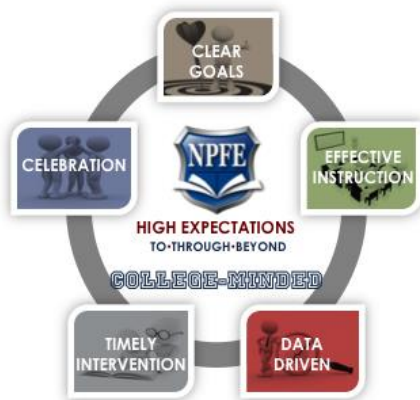 CLEAR
GOALS
CELEBRATION
NPFE
EFFECTIVE
INSTRUCTION
HIGH EXPECTATIONS
TO•THROUGH•BEYOND
COLLEGE-MINDED
TIMELY
INTERVENTION
DATA
DRIVEN